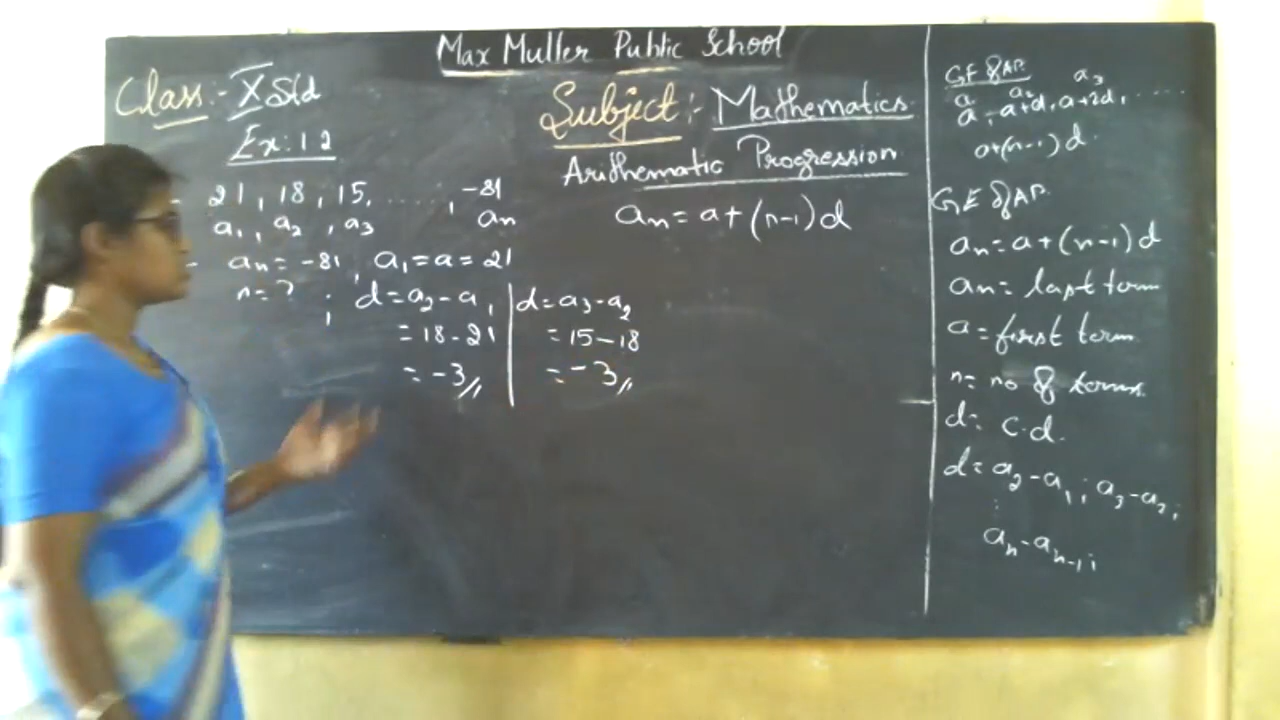 Max Muller Public School
Class:- X Std
Subject:- Mathematics
Ex: 1.2
Arithematic Progression
21, 18, 15, ......, -81
a₁, a₂, a₃ aₙ
aₙ = -81, a₁ = a = 21
n = ? ; d = a₂ - a₁
= 18 - 21
= -3//
d = a₃ - a₂
= 15 - 18
= -3//
aₙ = a + (n-1) d
GF of AP.
a a₂ a₃
a, a+d, a+2d, ......
a+(n-1) d.
GE of AP.
aₙ = a + (n-1) d
aₙ = last term
a = first term
n = no of terms.
d = c.d.
d = a₂ - a₁; a₃ - a₂;
aₙ - aₙ₋₁;